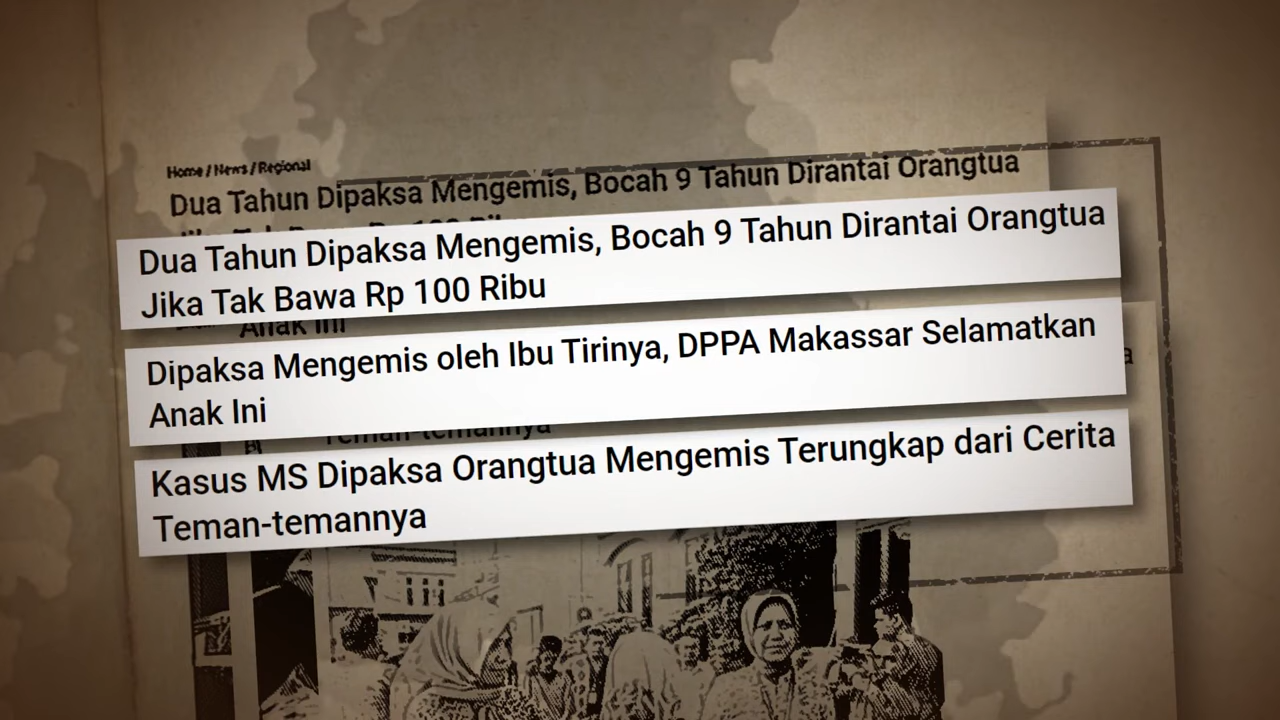 Home / News / Regional
Dua Tahun Dipaksa Mengemis, Bocah 9 Tahun Dirantai Orangtua
Dua Tahun Dipaksa Mengemis, Bocah 9 Tahun Dirantai Orangtua
Jika Tak Bawa Rp 100 Ribu
Anak Ini
Dipaksa Mengemis oleh Ibu Tirinya, DPPA Makassar Selamatkan
Anak Ini
Teman-temannya
Kasus MS Dipaksa Orangtua Mengemis Terungkap dari Cerita
Teman-temannya